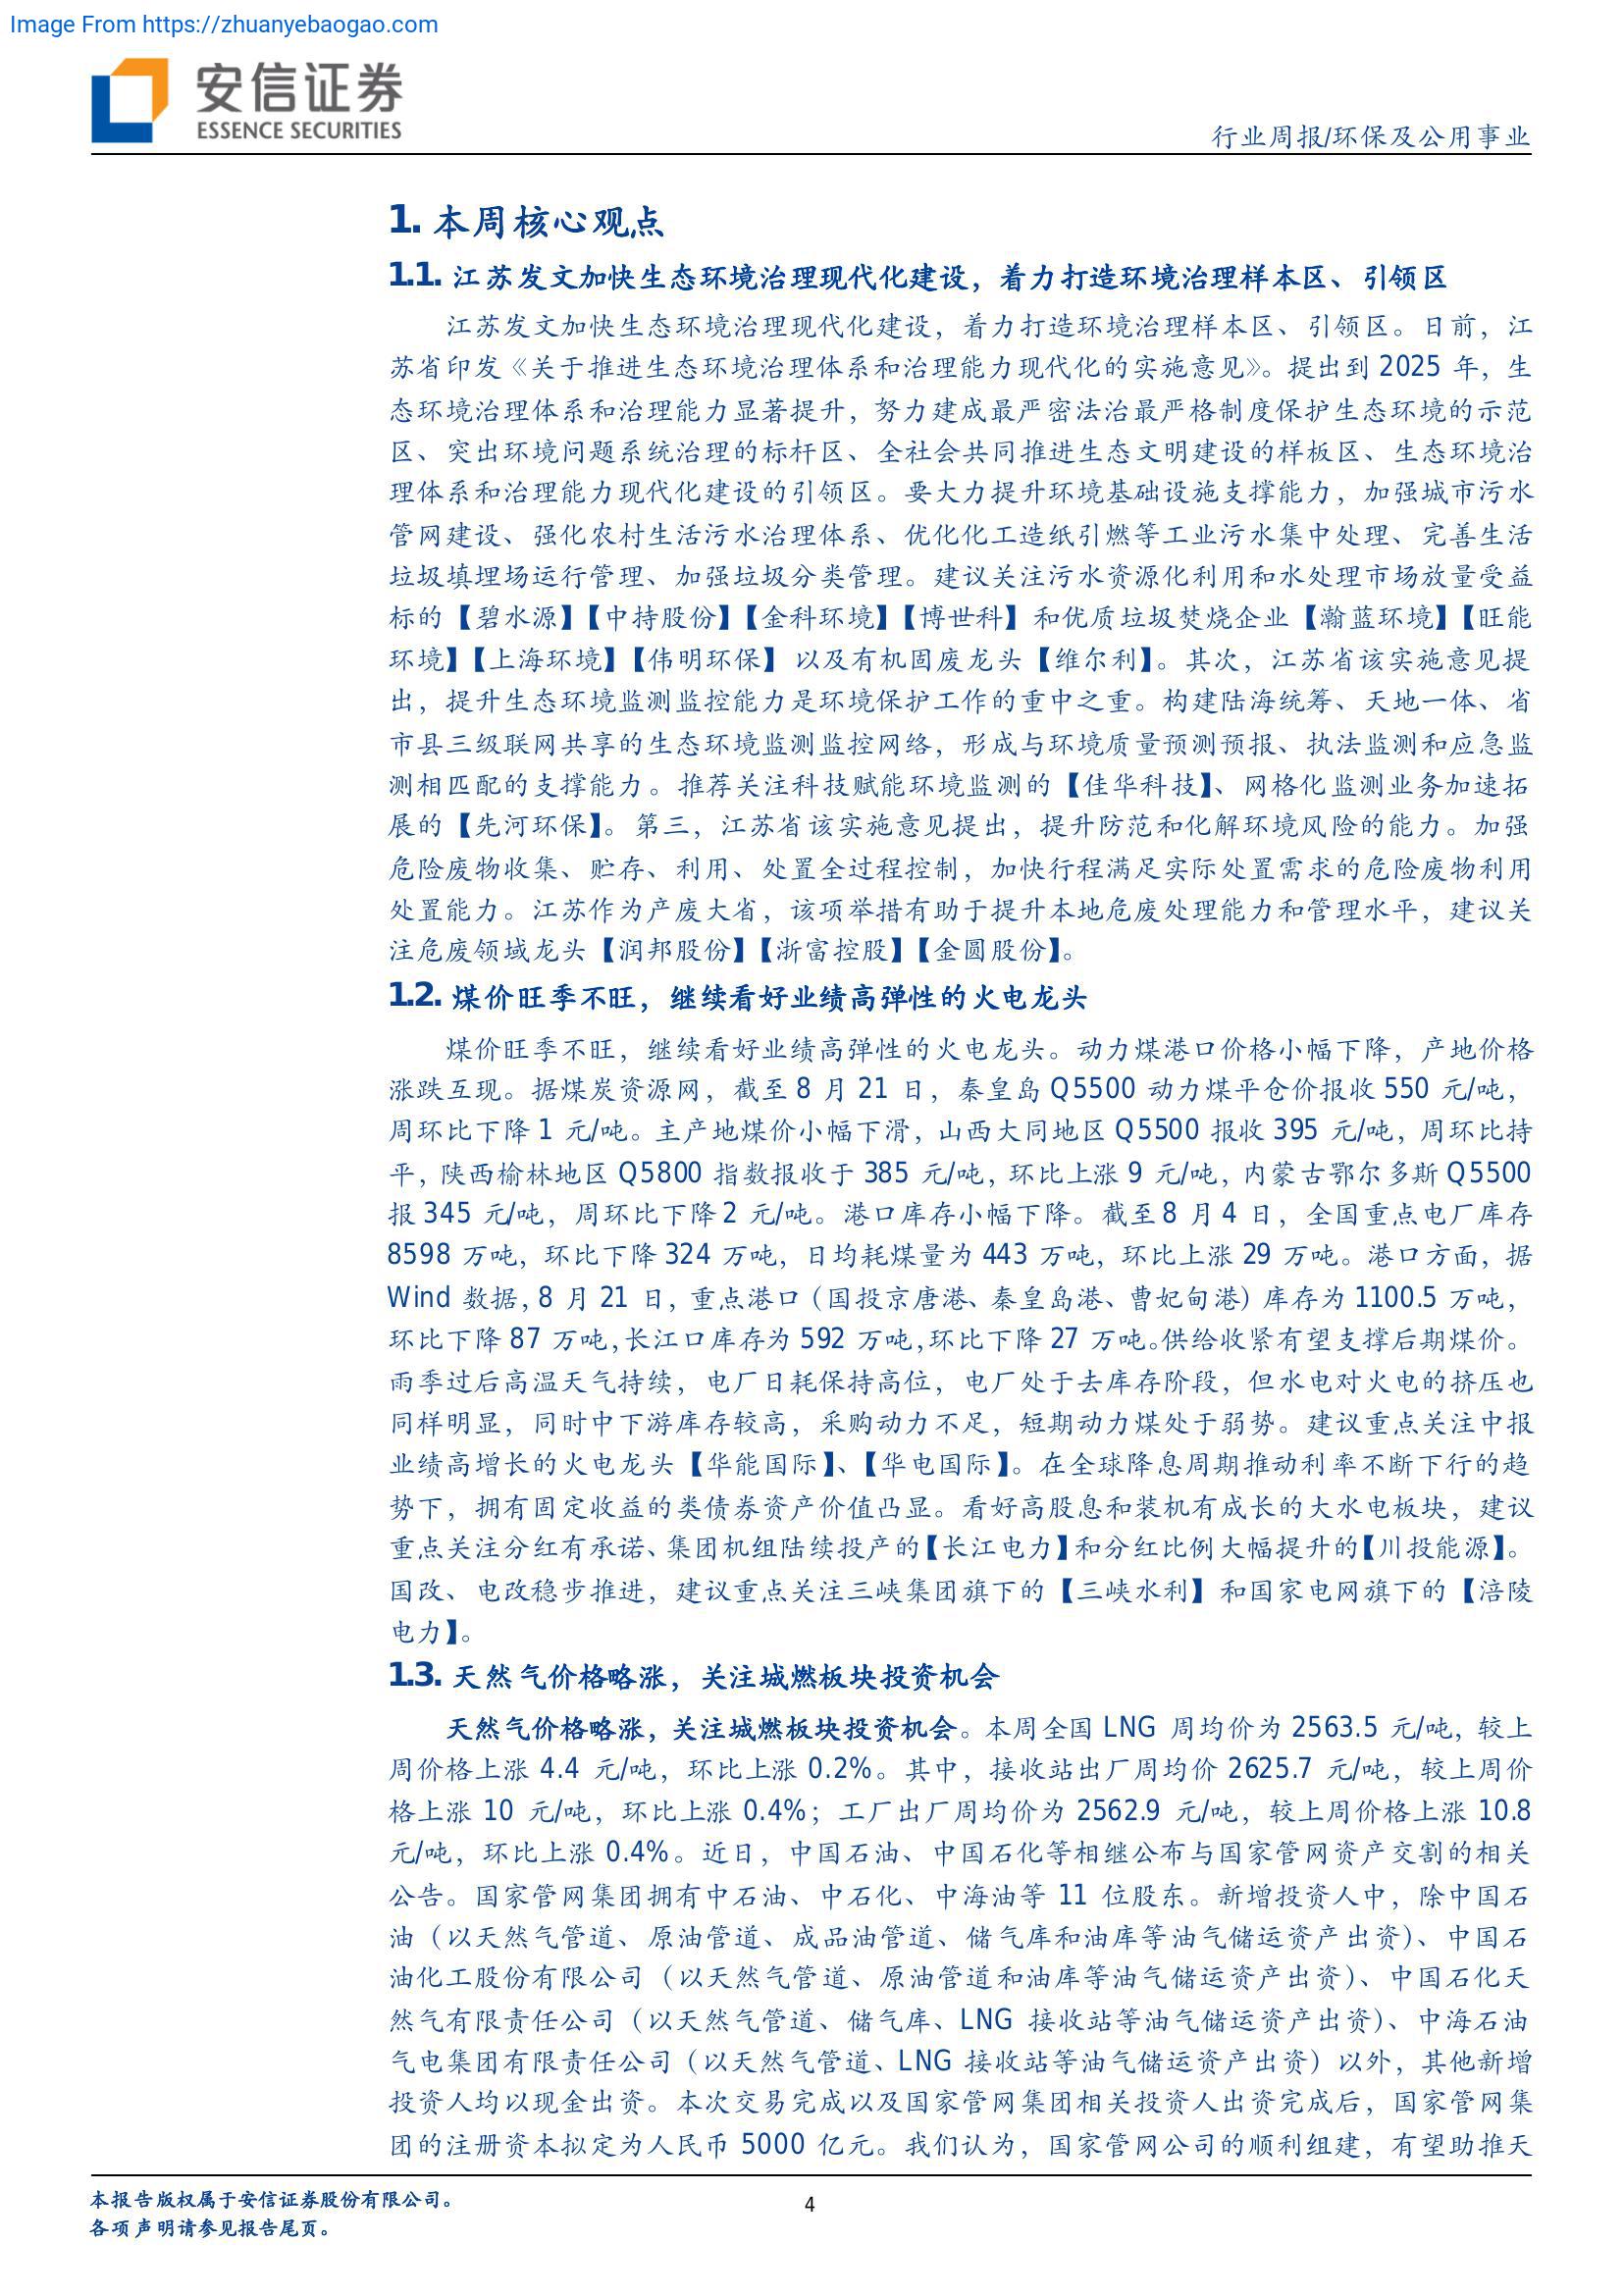 Image From https://zhuanyebaogao.com
安信证券
ESSENCE SECURITIES
行业周报/环保及公用事业
1. 本周核心观点
1.1. 江苏发文加快生态环境治理现代化建设，着力打造环境治理样本区、引领区
江苏发文加快生态环境治理现代化建设，着力打造环境治理样本区、引领区。日前，江
苏省印发《关于推进生态环境治理体系和治理能力现代化的实施意见》。提出到 2025 年，生
态环境治理体系和治理能力显著提升，努力建成最严密法治最严格制度保护生态环境的示范
区、突出环境问题系统治理的标杆区、全社会共同推进生态文明建设的样板区、生态环境治
理体系和治理能力现代化建设的引领区。要大力提升环境基础设施支撑能力，加强城市污水
管网建设、强化农村生活污水治理体系、优化化工造纸引燃等工业污水集中处理、完善生活
垃圾填埋场运行管理、加强垃圾分类管理。建议关注污水资源化利用和水处理市场放量受益
标的【碧水源】【中持股份】【金科环境】【博世科】和优质垃圾焚烧企业【瀚蓝环境】【旺能
环境】【上海环境】【伟明环保】 以及有机固废龙头【维尔利】。其次，江苏省该实施意见提
出，提升生态环境监测监控能力是环境保护工作的重中之重。构建陆海统筹、天地一体、省
市县三级联网共享的生态环境监测监控网络，形成与环境质量预测预报、执法监测和应急监
测相匹配的支撑能力。推荐关注科技赋能环境监测的【佳华科技】、网格化监测业务加速拓
展的【先河环保】。第三，江苏省该实施意见提出，提升防范和化解环境风险的能力。加强
危险废物收集、贮存、利用、处置全过程控制，加快行程满足实际处置需求的危险废物利用
处置能力。江苏作为产废大省，该项举措有助于提升本地危废处理能力和管理水平，建议关
注危废领域龙头【润邦股份】【浙富控股】【金圆股份】。
1.2. 煤价旺季不旺，继续看好业绩高弹性的火电龙头
煤价旺季不旺，继续看好业绩高弹性的火电龙头。动力煤港口价格小幅下降，产地价格
涨跌互现。据煤炭资源网，截至 8 月 21 日，秦皇岛 Q5500 动力煤平仓价报收 550 元/吨，
周环比下降 1 元/吨。主产地煤价小幅下滑，山西大同地区 Q5500 报收 395 元/吨，周环比持
平，陕西榆林地区 Q5800 指数报收于 385 元/吨，环比上涨 9 元/吨，内蒙古鄂尔多斯 Q5500
报 345 元/吨，周环比下降 2 元/吨。港口库存小幅下降。截至 8 月 4 日，全国重点电厂库存
8598 万吨，环比下降 324 万吨，日均耗煤量为 443 万吨，环比上涨 29 万吨。港口方面，据
Wind 数据，8 月 21 日，重点港口（国投京唐港、秦皇岛港、曹妃甸港）库存为 1100.5 万吨，
环比下降 87 万吨，长江口库存为 592 万吨，环比下降 27 万吨。供给收紧有望支撑后期煤价。
雨季过后高温天气持续，电厂日耗保持高位，电厂处于去库存阶段，但水电对火电的挤压也
同样明显，同时中下游库存较高，采购动力不足，短期动力煤处于弱势。建议重点关注中报
业绩高增长的火电龙头【华能国际】、【华电国际】。在全球降息周期推动利率不断下行的趋
势下，拥有固定收益的类债券资产价值凸显。看好高股息和装机有成长的大水电板块，建议
重点关注分红有承诺、集团机组陆续投产的【长江电力】和分红比例大幅提升的【川投能源】。
国改、电改稳步推进，建议重点关注三峡集团旗下的【三峡水利】和国家电网旗下的【涪陵
电力】。
1.3. 天然气价格略涨，关注城燃板块投资机会
天然气价格略涨，关注城燃板块投资机会。本周全国 LNG 周均价为 2563.5 元/吨，较上
周价格上涨 4.4 元/吨，环比上涨 0.2%。其中，接收站出厂周均价 2625.7 元/吨，较上周价
格上涨 10 元/吨，环比上涨 0.4%；工厂出厂周均价为 2562.9 元/吨，较上周价格上涨 10.8
元/吨，环比上涨 0.4%。近日，中国石油、中国石化等相继公布与国家管网资产交割的相关
公告。国家管网集团拥有中石油、中石化、中海油等 11 位股东。新增投资人中，除中国石
油（以天然气管道、原油管道、成品油管道、储气库和油库等油气储运资产出资）、中国石
油化工股份有限公司（以天然气管道、原油管道和油库等油气储运资产出资）、中国石化天
然气有限责任公司（以天然气管道、储气库、LNG 接收站等油气储运资产出资）、中海石油
气电集团有限责任公司（以天然气管道、LNG 接收站等油气储运资产出资）以外，其他新增
投资人均以现金出资。本次交易完成以及国家管网集团相关投资人出资完成后，国家管网集
团的注册资本拟定为人民币 5000 亿元。我们认为，国家管网公司的顺利组建，有望助推天
本报告版权属于安信证券股份有限公司。
4
各项声明请参见报告尾页。